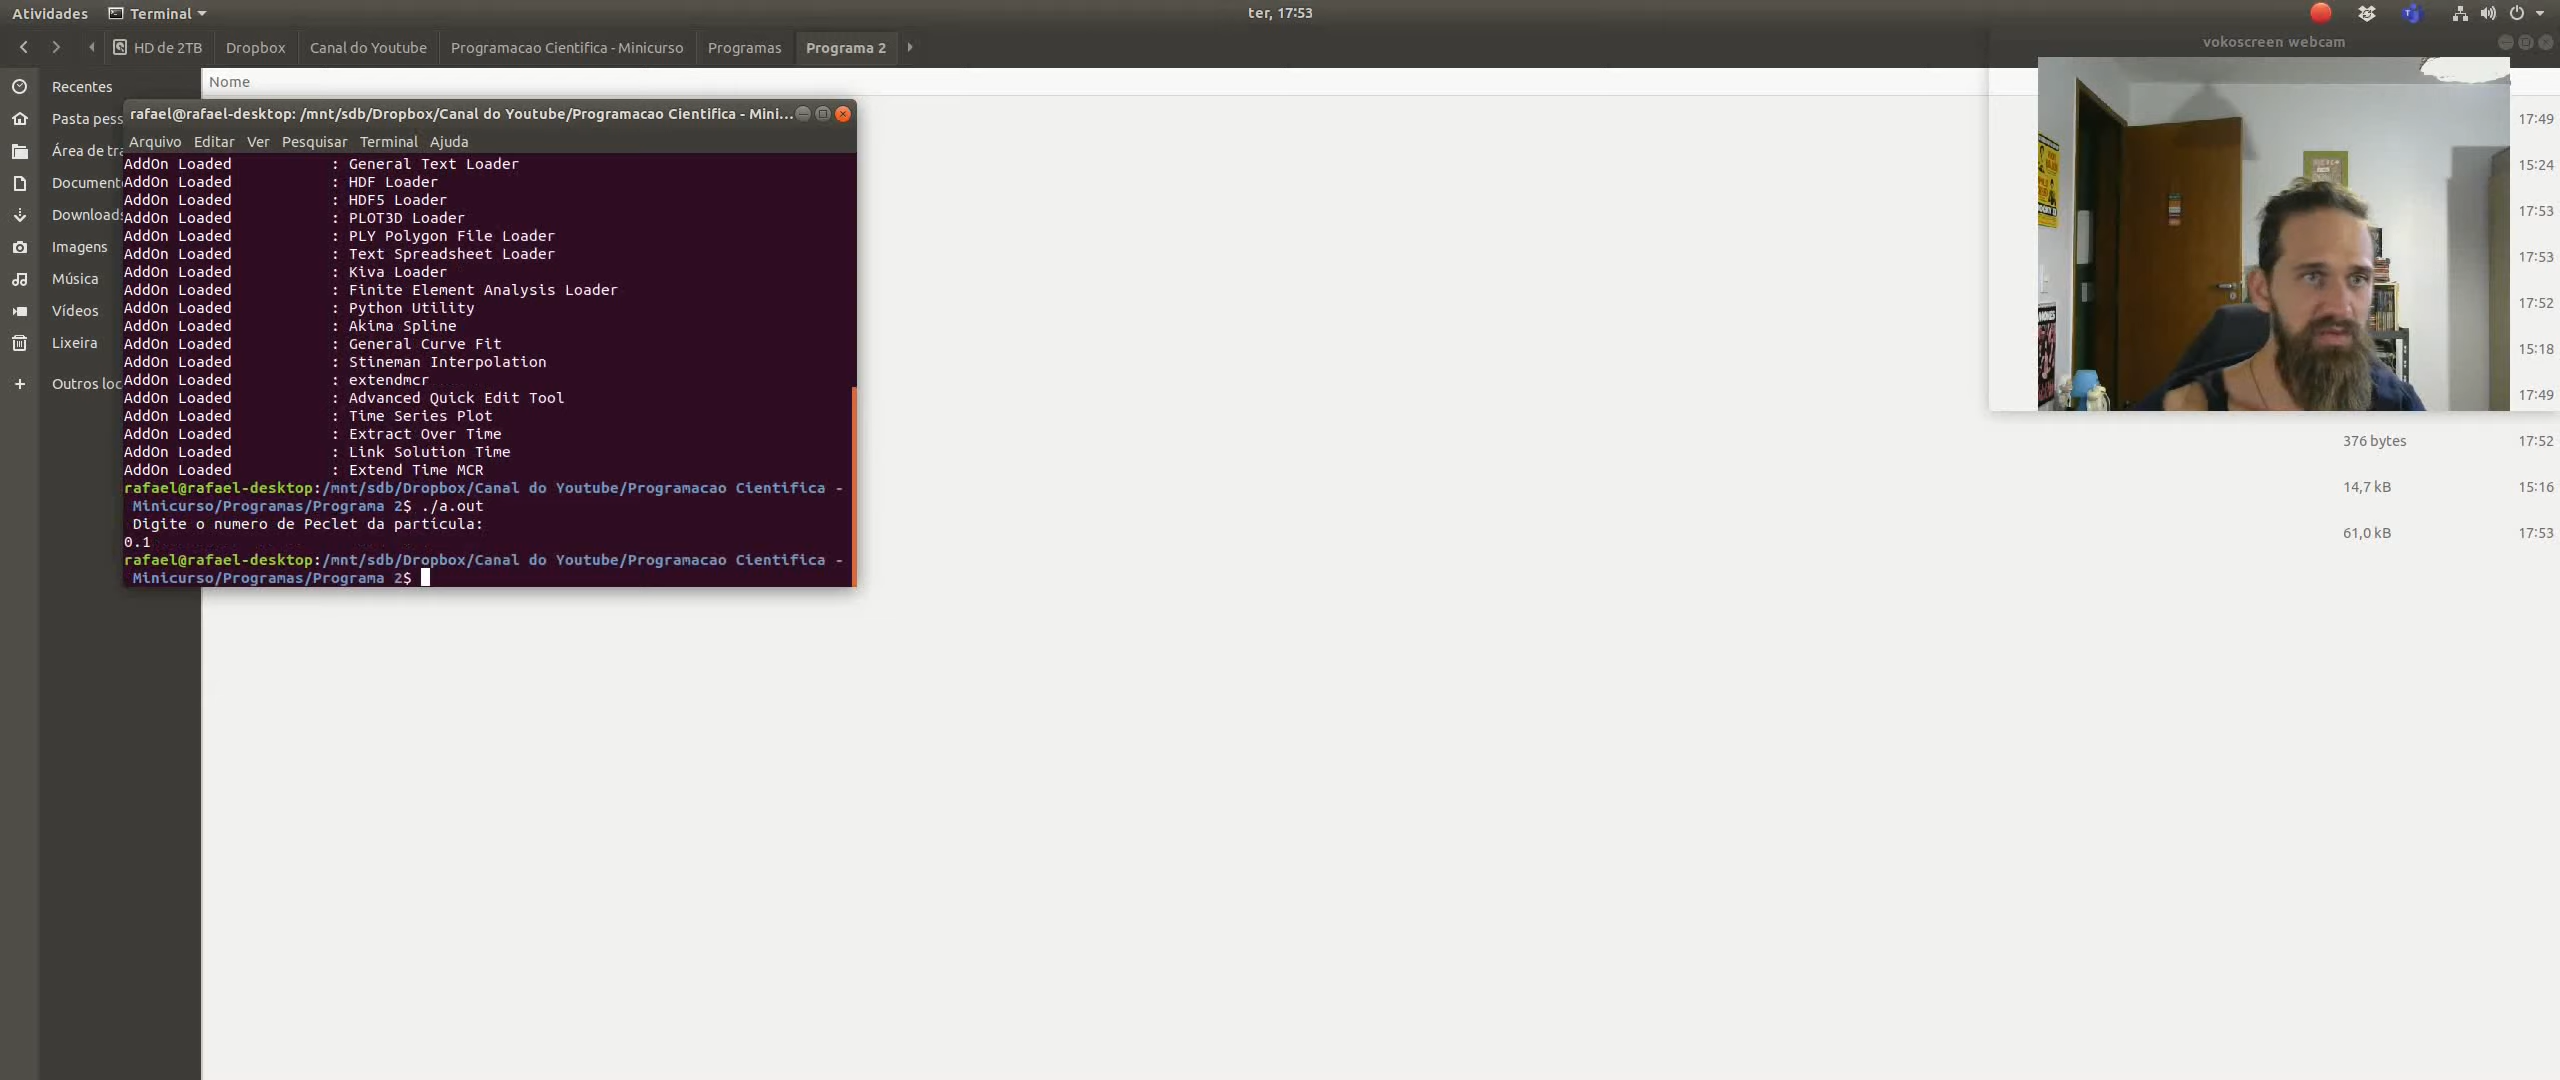 Atividades Terminal ter, 17:53
HD de 2TB Dropbox Canal do Youtube Programacao Cientifica - Minicurso Programas Programa 2
vokoscreen webcam
Nome
Recentes
Pasta pess
Área de tra
Document
Downloads
Imagens
Música
Vídeos
Lixeira
+ Outros loc
rafael@rafael-desktop: /mnt/sdb/Dropbox/Canal do Youtube/Programacao Cientifica - Mini...
Arquivo Editar Ver Pesquisar Terminal Ajuda
AddOn Loaded : General Text Loader
AddOn Loaded : HDF Loader
AddOn Loaded : HDF5 Loader
AddOn Loaded : PLOT3D Loader
AddOn Loaded : PLY Polygon File Loader
AddOn Loaded : Text Spreadsheet Loader
AddOn Loaded : Kiva Loader
AddOn Loaded : Finite Element Analysis Loader
AddOn Loaded : Python Utility
AddOn Loaded : Akima Spline
AddOn Loaded : General Curve Fit
AddOn Loaded : Stineman Interpolation
AddOn Loaded : extendmcr
AddOn Loaded : Advanced Quick Edit Tool
AddOn Loaded : Time Series Plot
AddOn Loaded : Extract Over Time
AddOn Loaded : Link Solution Time
AddOn Loaded : Extend Time MCR
rafael@rafael-desktop:/mnt/sdb/Dropbox/Canal do Youtube/Programacao Cientifica -
Minicurso/Programas/Programa 2$ ./a.out
Digite o numero de Peclet da partícula:
0.1
rafael@rafael-desktop:/mnt/sdb/Dropbox/Canal do Youtube/Programacao Cientifica -
Minicurso/Programas/Programa 2$
17:49
15:24
17:53
17:53
17:52
15:18
17:49
376 bytes 17:52
14,7 kB 15:16
61,0 kB 17:53